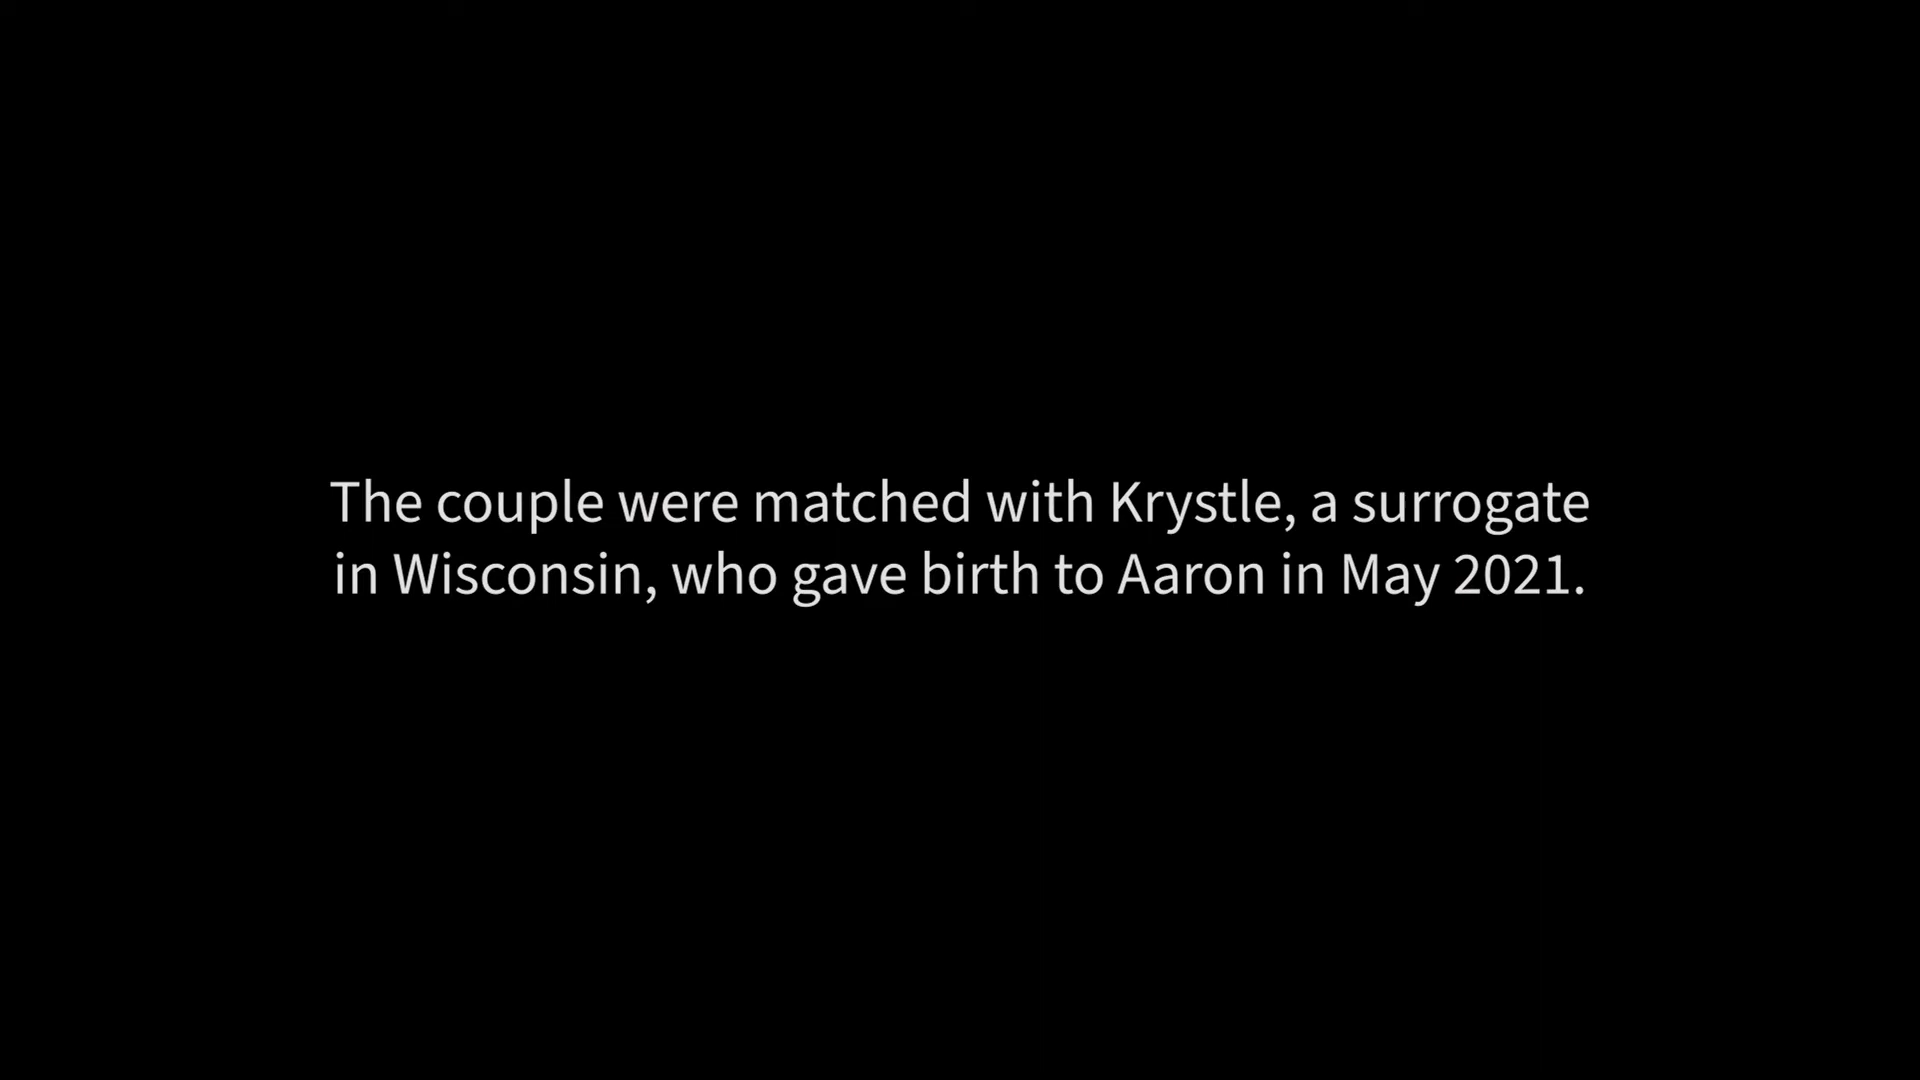 The couple were matched with Krystle, a surrogate
in Wisconsin, who gave birth to Aaron in May 2021.